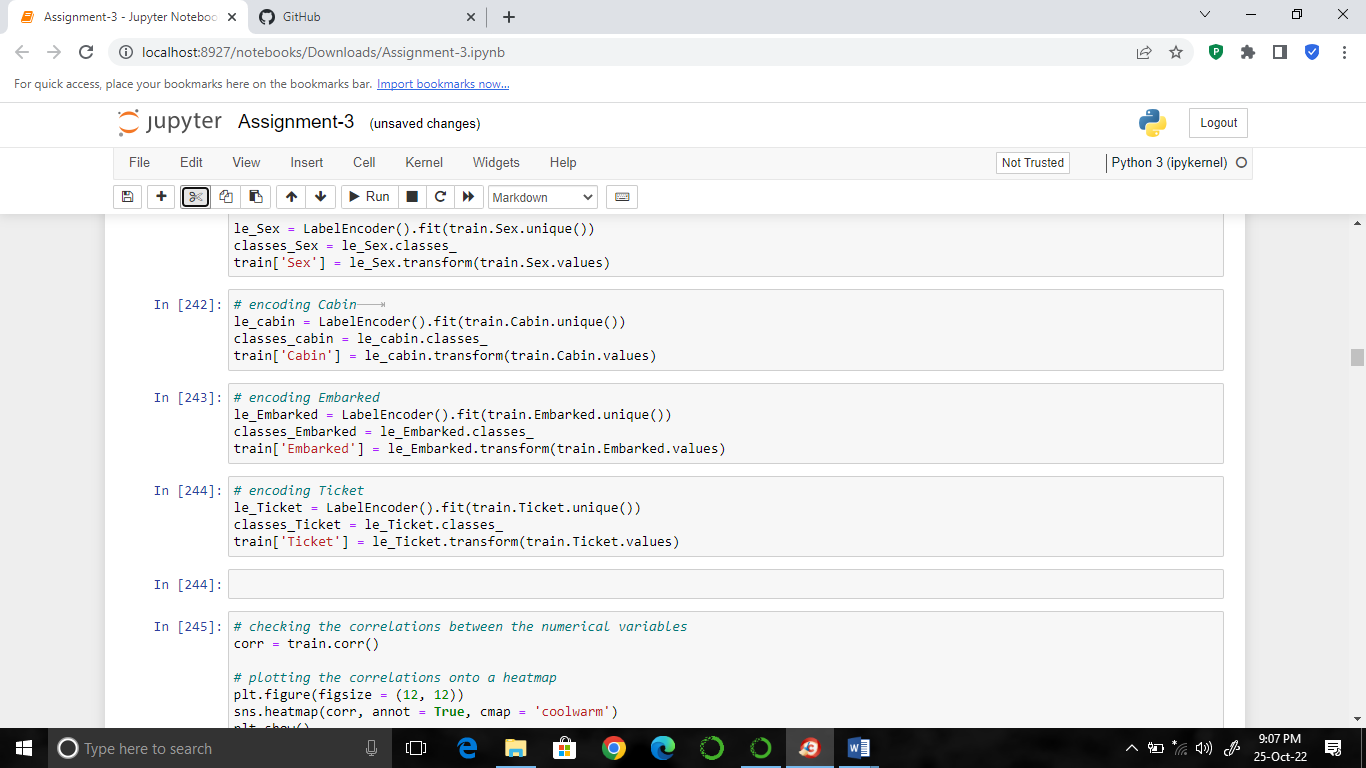 Assignment-3 - Jupyter Noteboo
GitHub
localhost:8927/notebooks/Downloads/Assignment-3.ipynb
For quick access, place your bookmarks here on the bookmarks bar. Import bookmarks now...
jupyter Assignment-3 (unsaved changes)
Logout
File Edit View Insert Cell Kernel Widgets Help
Not Trusted
Python 3 (ipykernel)
Run
Markdown
le_Sex = LabelEncoder().fit(train.Sex.unique())
classes_Sex = le_Sex.classes_
train['Sex'] = le_Sex.transform(train.Sex.values)
In [242]:
# encoding Cabin
le_cabin = LabelEncoder().fit(train.Cabin.unique())
classes_cabin = le_cabin.classes_
train['Cabin'] = le_cabin.transform(train.Cabin.values)
In [243]:
# encoding Embarked
le_Embarked = LabelEncoder().fit(train.Embarked.unique())
classes_Embarked = le_Embarked.classes_
train['Embarked'] = le_Embarked.transform(train.Embarked.values)
In [244]:
# encoding Ticket
le_Ticket = LabelEncoder().fit(train.Ticket.unique())
classes_Ticket = le_Ticket.classes_
train['Ticket'] = le_Ticket.transform(train.Ticket.values)
In [244]:
In [245]:
# checking the correlations between the numerical variables
corr = train.corr()
# plotting the correlations onto a heatmap
plt.figure(figsize = (12, 12))
sns.heatmap(corr, annot = True, cmap = 'coolwarm')
plt.show()
Type here to search
9:07 PM
25-Oct-22